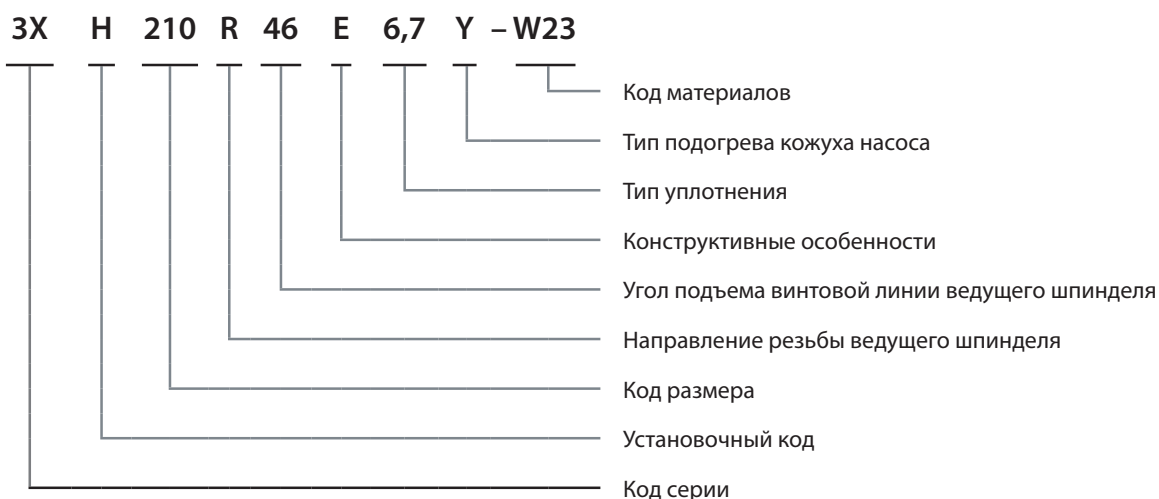 3X H 210 R 46 E 6,7 Y – W23
Код материалов
Тип подогрева кожуха насоса
Тип уплотнения
Конструктивные особенности
Угол подъема винтовой линии ведущего шпинделя
Направление резьбы ведущего шпинделя
Код размера
Установочный код
Код серии